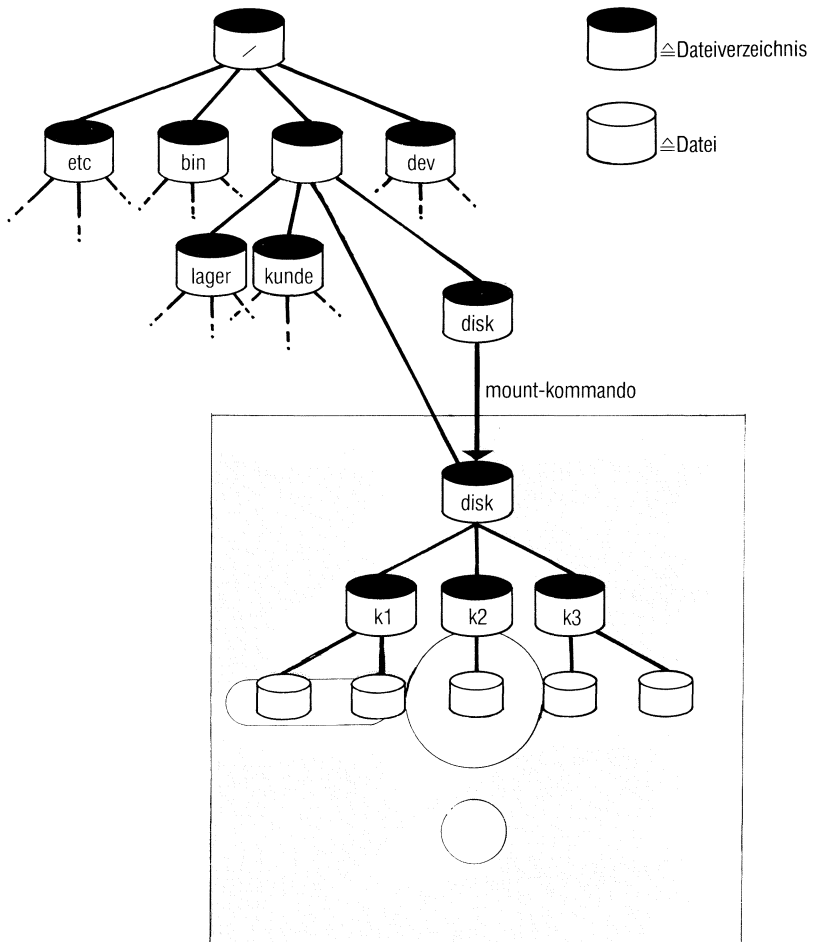 /
≙Dateiverzeichnis
≙Datei
etc
bin
dev
lager
kunde
disk
mount-kommando
disk
k1
k2
k3